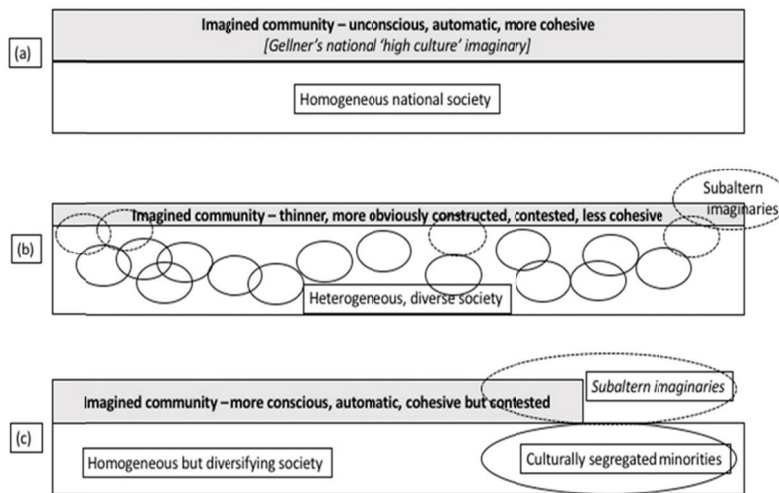 (a)
Imagined community – unconscious, automatic, more cohesive
[Gellner's national 'high culture' imaginary]
Homogeneous national society
(b)
Subaltern
imaginaries
Imagined community – thinner, more obviously constructed, contested, less cohesive
Heterogeneous, diverse society
(c)
Subaltern imaginaries
Imagined community – more conscious, automatic, cohesive but contested
Homogeneous but diversifying society
Culturally segregated minorities